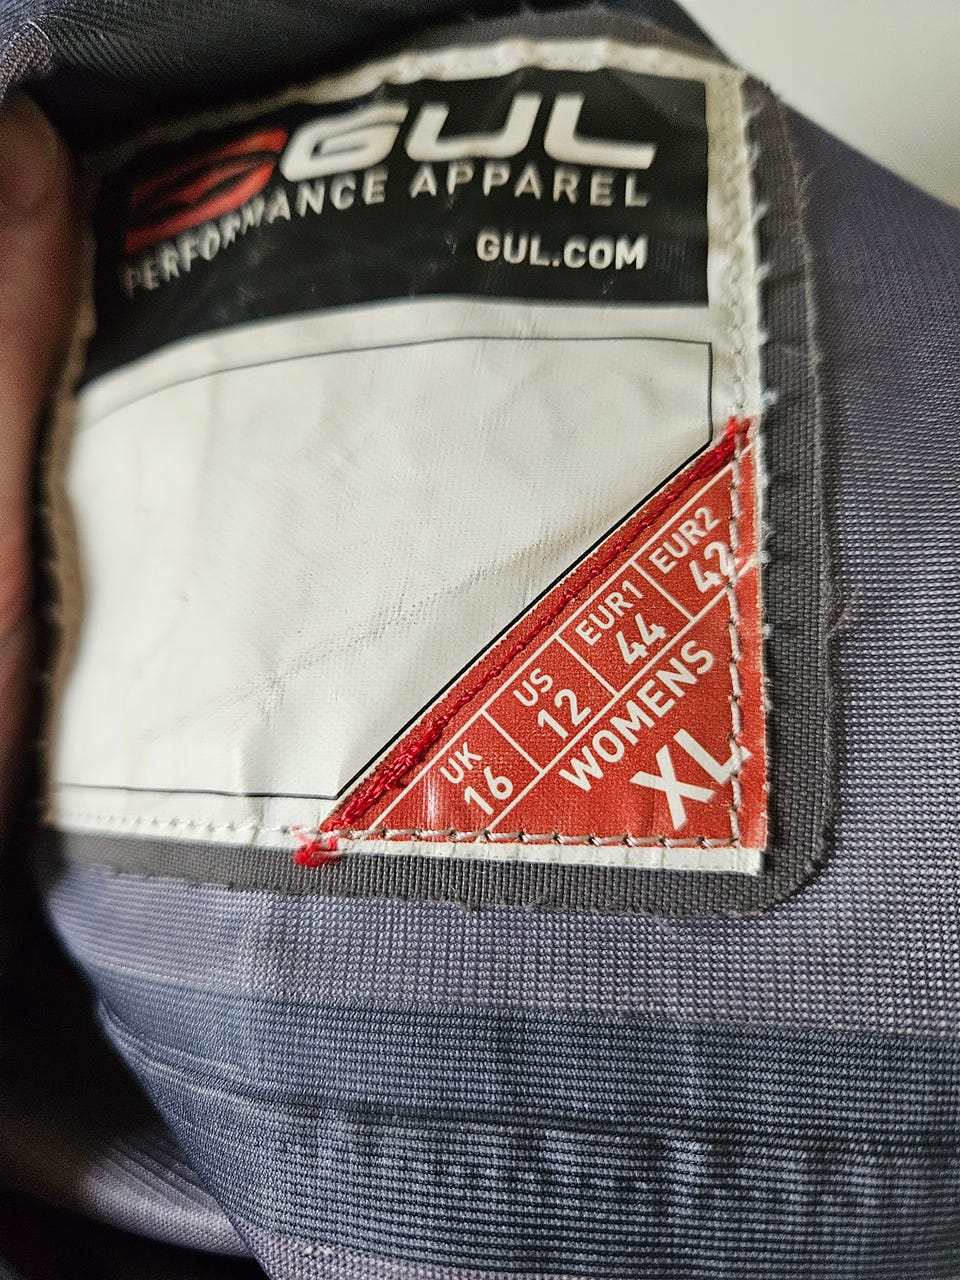 GUL
PERFORMANCE APPAREL
GUL.COM
UK US EUR1 EUR2
16 12 44 42
WOMENS
XL